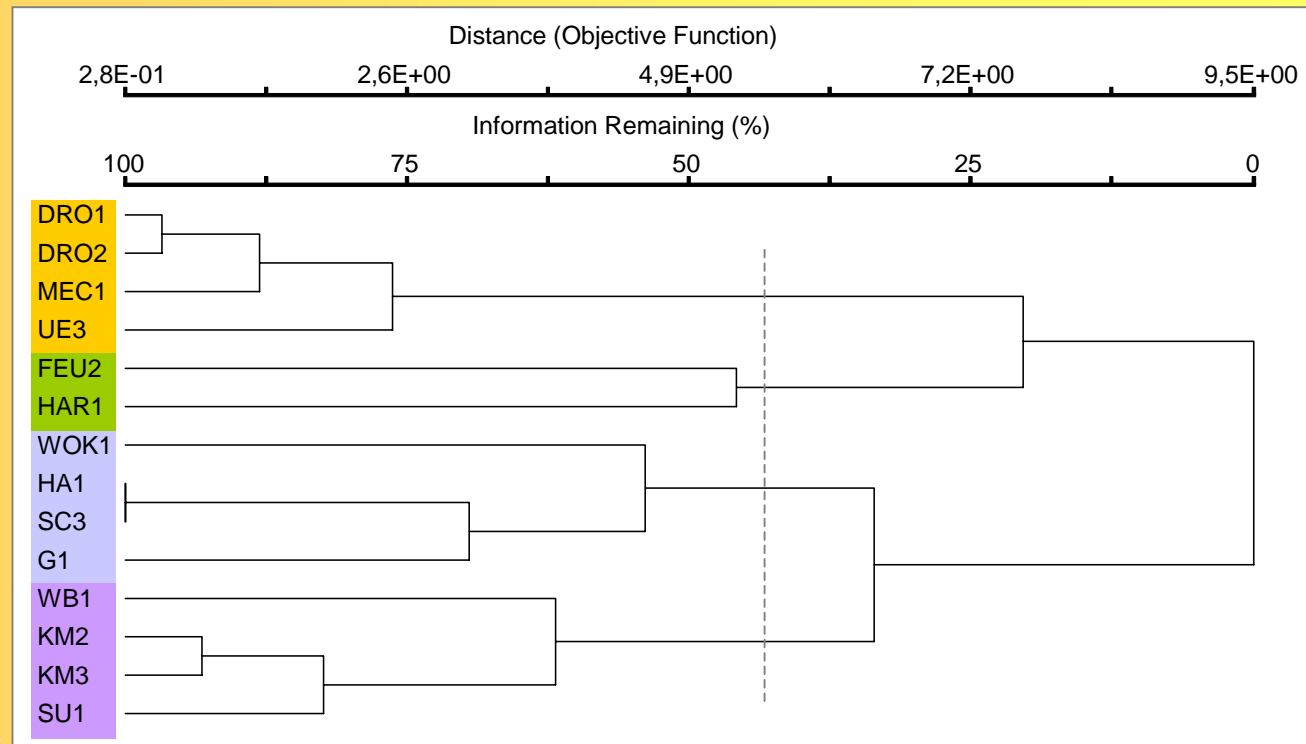 Distance (Objective Function)
2,8E-01 2,6E+00 4,9E+00 7,2E+00 9,5E+00
Information Remaining (%)
100 75 50 25 0
DRO1
DRO2
MEC1
UE3
FEU2
HAR1
WOK1
HA1
SC3
G1
WB1
KM2
KM3
SU1